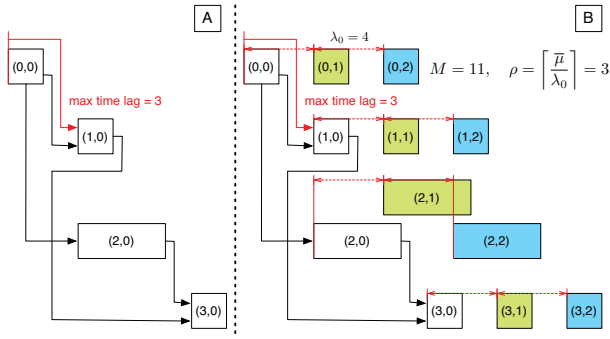 A
(0,0)
max time lag = 3
(1,0)
(2,0)
(3,0)
B
λ₀ = 4
(0,0)
(0,1)
(0,2)
M = 11, ρ = ⌈μ̅/λ₀⌉ = 3
max time lag = 3
(1,0)
(1,1)
(1,2)
(2,1)
(2,0)
(2,2)
(3,0)
(3,1)
(3,2)